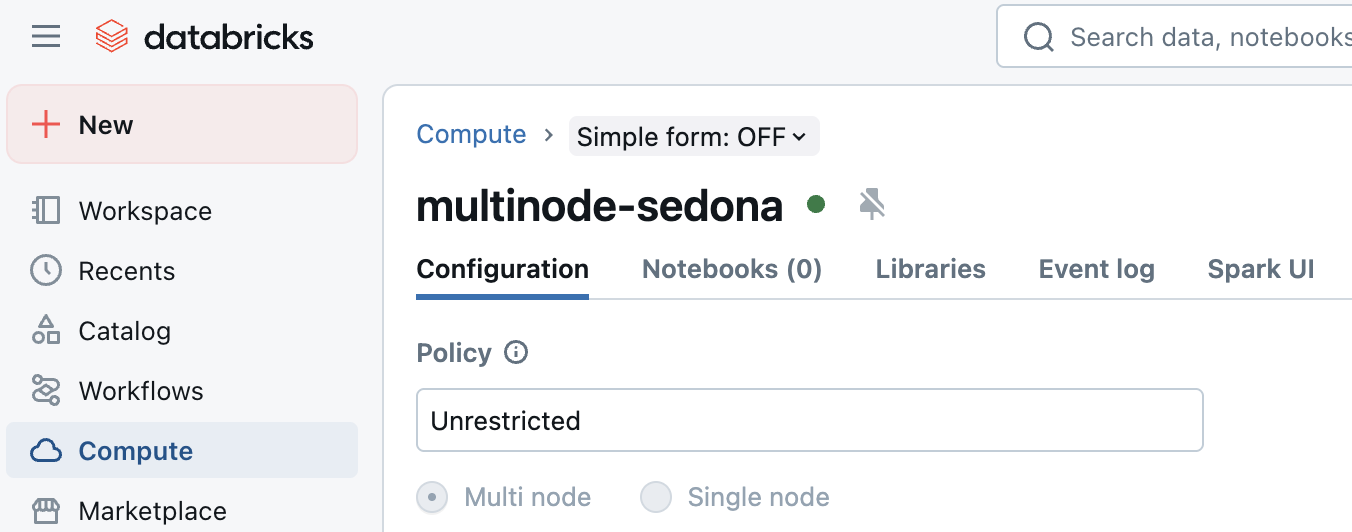 databricks
Search data, notebooks
New
Workspace
Recents
Catalog
Workflows
Compute
Marketplace
Compute > Simple form: OFF
multinode-sedona
Configuration Notebooks (0) Libraries Event log Spark UI
Policy
Unrestricted
Multi node Single node